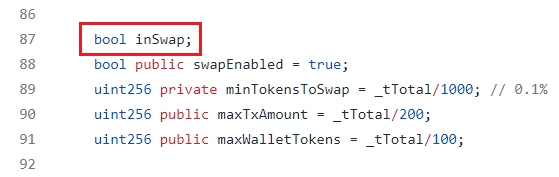 86
87 bool inSwap;
88 bool public swapEnabled = true;
89 uint256 private minTokensToSwap = _tTotal/1000; // 0.1%
90 uint256 public maxTxAmount = _tTotal/200;
91 uint256 public maxWalletTokens = _tTotal/100;
92